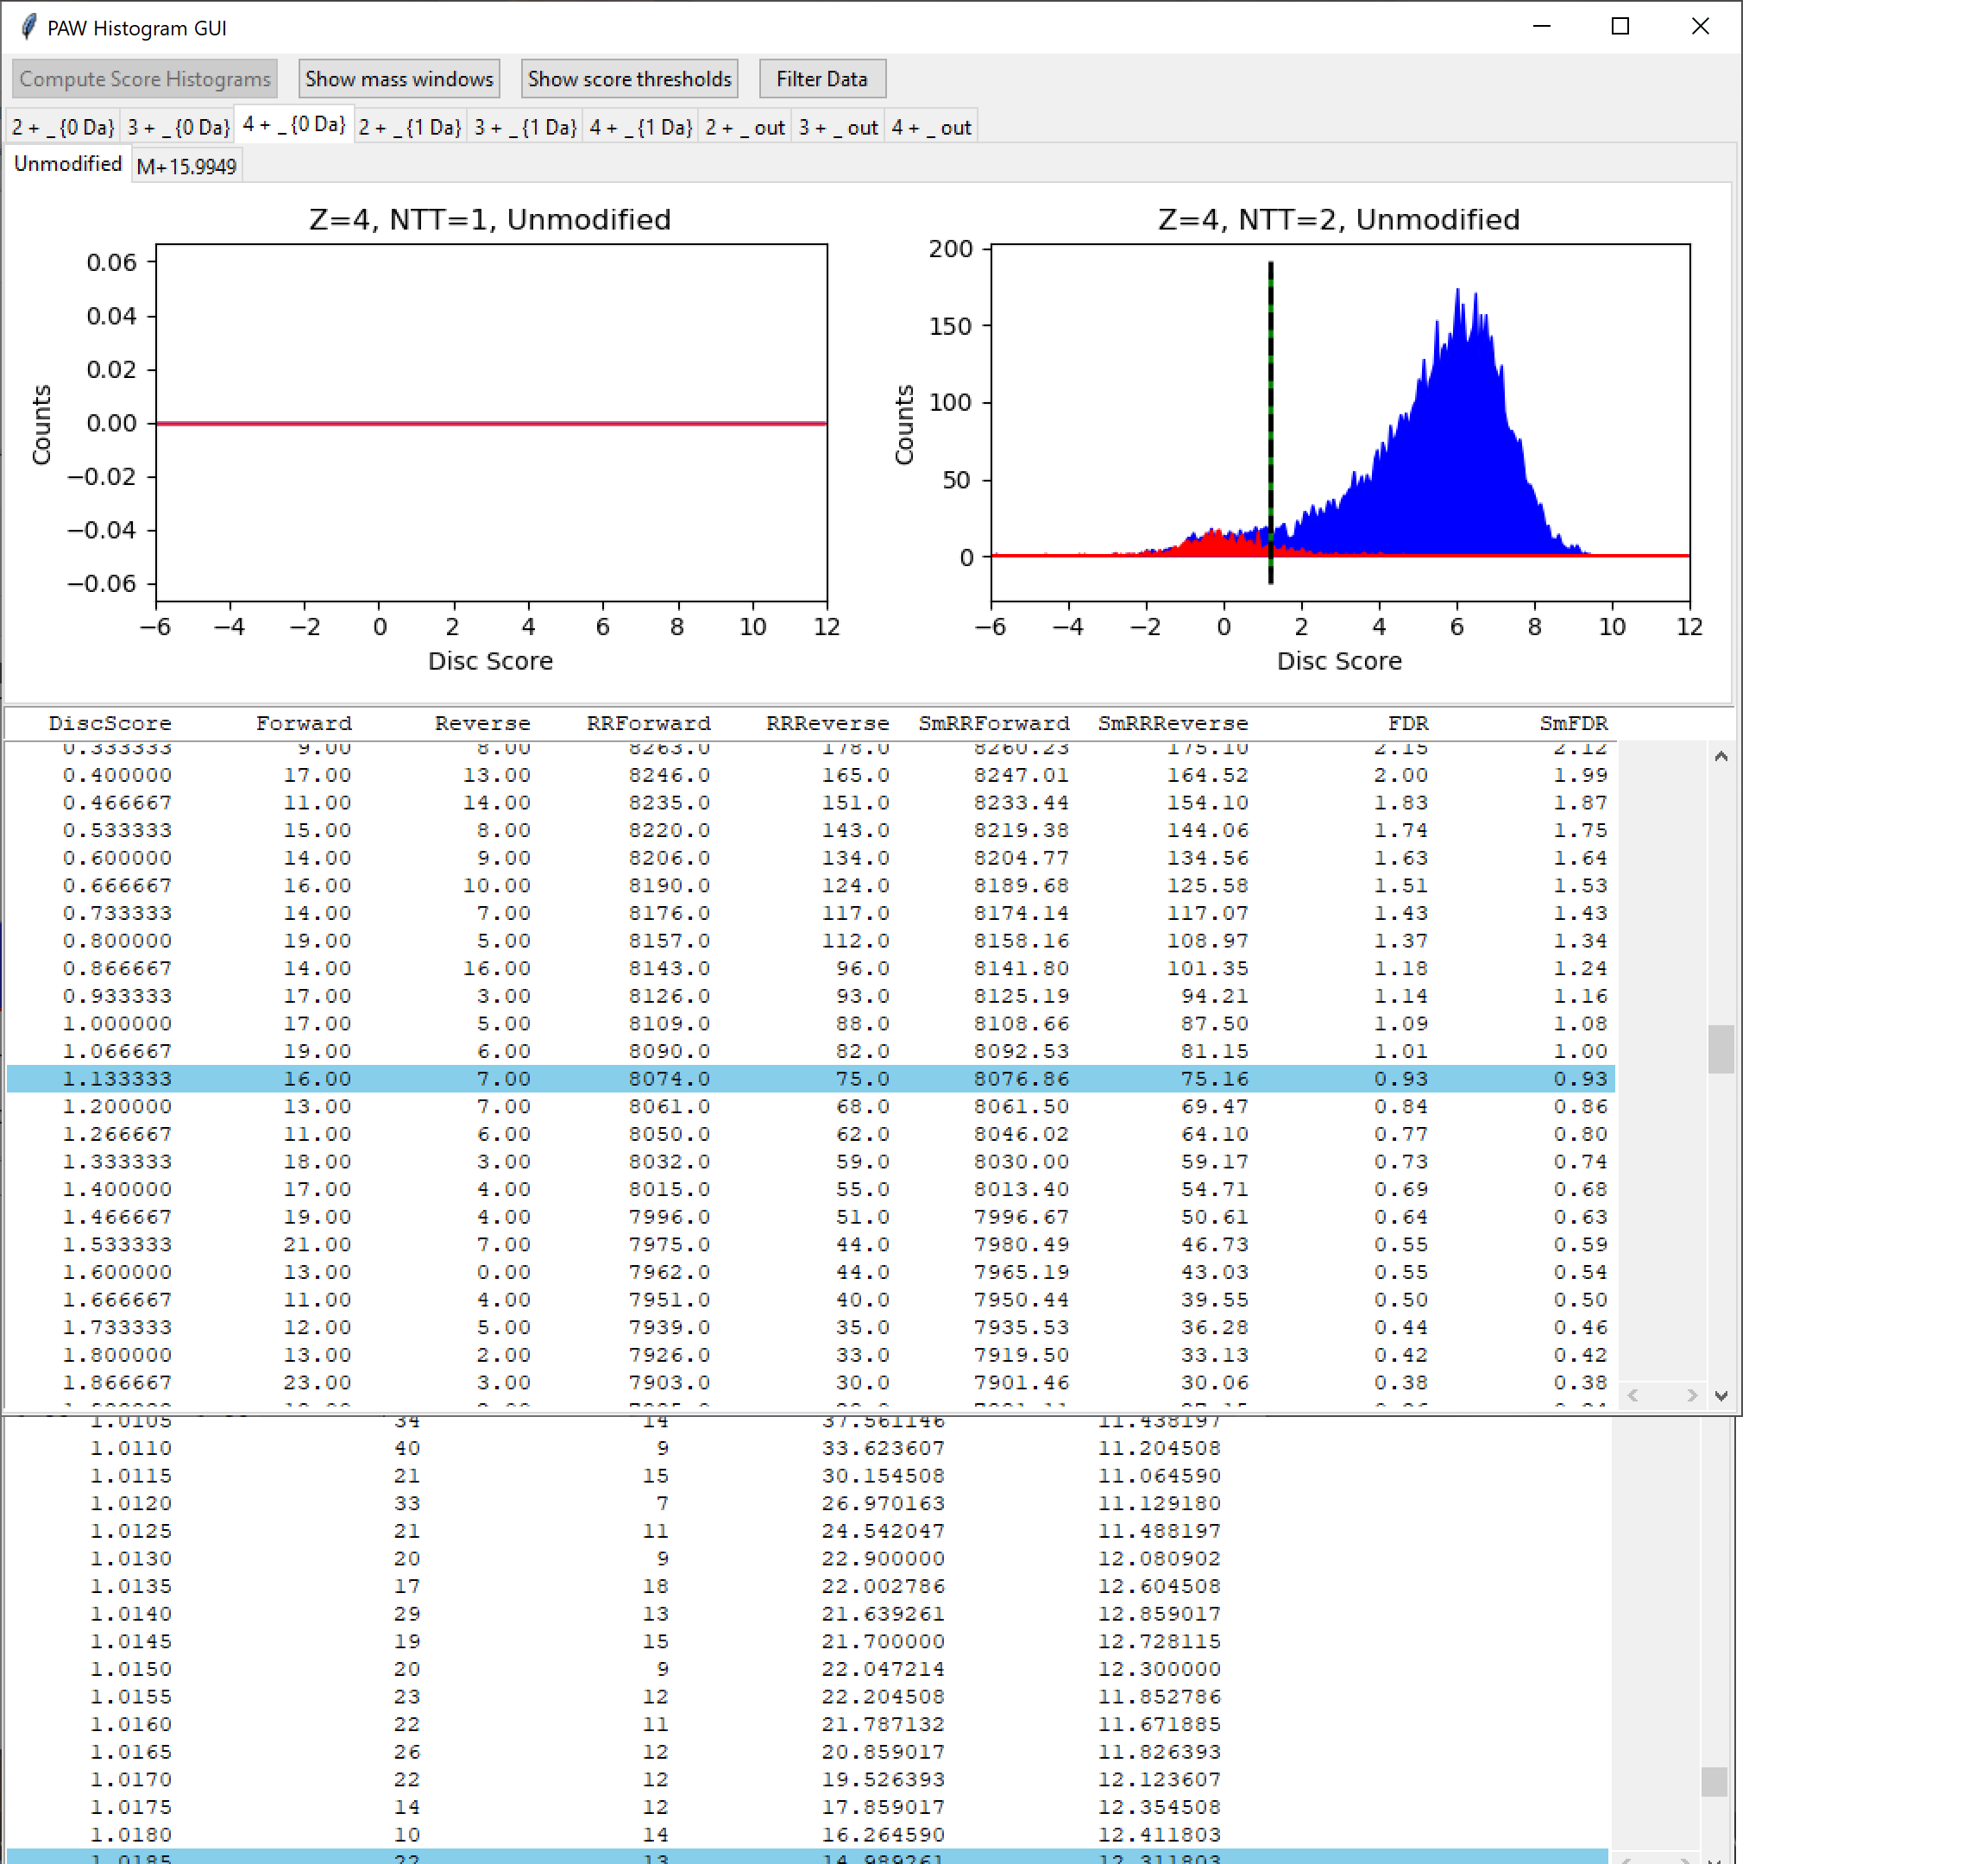 PAW Histogram GUI
Compute Score Histograms Show mass windows Show score thresholds Filter Data
2 + _ {0 Da} 3 + _ {0 Da} 4 + _ {0 Da} 2 + _ {1 Da} 3 + _ {1 Da} 4 + _ {1 Da} 2 + _ out 3 + _ out 4 + _ out
Unmodified M+15.9949
Z=4, NTT=1, Unmodified
0.06
0.04
0.02
0.00
−0.02
−0.04
−0.06
Counts
−6 −4 −2 0 2 4 6 8 10 12
Disc Score
Z=4, NTT=2, Unmodified
200
150
100
50
0
Counts
−6 −4 −2 0 2 4 6 8 10 12
Disc Score
DiscScore Forward Reverse RRForward RRReverse SmRRForward SmRRReverse FDR SmFDR
0.333333 9.00 8.00 8263.0 178.0 8260.23 175.10 2.15 2.12
0.400000 17.00 13.00 8246.0 165.0 8247.01 164.52 2.00 1.99
0.466667 11.00 14.00 8235.0 151.0 8233.44 154.10 1.83 1.87
0.533333 15.00 8.00 8220.0 143.0 8219.38 144.06 1.74 1.75
0.600000 14.00 9.00 8206.0 134.0 8204.77 134.56 1.63 1.64
0.666667 16.00 10.00 8190.0 124.0 8189.68 125.58 1.51 1.53
0.733333 14.00 7.00 8176.0 117.0 8174.14 117.07 1.43 1.43
0.800000 19.00 5.00 8157.0 112.0 8158.16 108.97 1.37 1.34
0.866667 14.00 16.00 8143.0 96.0 8141.80 101.35 1.18 1.24
0.933333 17.00 3.00 8126.0 93.0 8125.19 94.21 1.14 1.16
1.000000 17.00 5.00 8109.0 88.0 8108.66 87.50 1.09 1.08
1.066667 19.00 6.00 8090.0 82.0 8092.53 81.15 1.01 1.00
1.133333 16.00 7.00 8074.0 75.0 8076.86 75.16 0.93 0.93
1.200000 13.00 7.00 8061.0 68.0 8061.50 69.47 0.84 0.86
1.266667 11.00 6.00 8050.0 62.0 8046.02 64.10 0.77 0.80
1.333333 18.00 3.00 8032.0 59.0 8030.00 59.17 0.73 0.74
1.400000 17.00 4.00 8015.0 55.0 8013.40 54.71 0.69 0.68
1.466667 19.00 4.00 7996.0 51.0 7996.67 50.61 0.64 0.63
1.533333 21.00 7.00 7975.0 44.0 7980.49 46.73 0.55 0.59
1.600000 13.00 0.00 7962.0 44.0 7965.19 43.03 0.55 0.54
1.666667 11.00 4.00 7951.0 40.0 7950.44 39.55 0.50 0.50
1.733333 12.00 5.00 7939.0 35.0 7935.53 36.28 0.44 0.46
1.800000 13.00 2.00 7926.0 33.0 7919.50 33.13 0.42 0.42
1.866667 23.00 3.00 7903.0 30.0 7901.46 30.06 0.38 0.38
1.0105 34 14 37.561146 11.438197
1.0110 40 9 33.623607 11.204508
1.0115 21 15 30.154508 11.064590
1.0120 33 7 26.970163 11.129180
1.0125 21 11 24.542047 11.488197
1.0130 20 9 22.900000 12.080902
1.0135 17 18 22.002786 12.604508
1.0140 29 13 21.639261 12.859017
1.0145 19 15 21.700000 12.728115
1.0150 20 9 22.047214 12.300000
1.0155 23 12 22.204508 11.852786
1.0160 22 11 21.787132 11.671885
1.0165 26 12 20.859017 11.826393
1.0170 22 12 19.526393 12.123607
1.0175 14 12 17.859017 12.354508
1.0180 10 14 16.264590 12.411803
1.0185 22 13 14.989261 12.311803